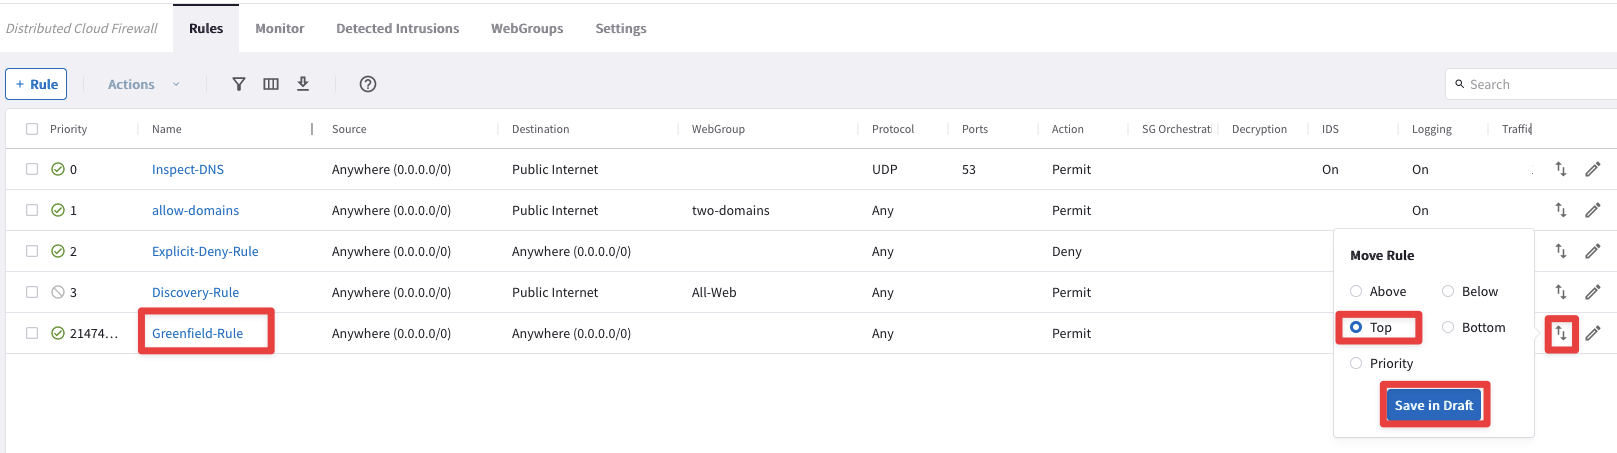 Distributed Cloud Firewall Rules Monitor Detected Intrusions WebGroups Settings
+ Rule Actions Search
Priority Name Source Destination WebGroup Protocol Ports Action SG Orchestrati Decryption IDS Logging Traffic
0 Inspect-DNS Anywhere (0.0.0.0/0) Public Internet UDP 53 Permit On On
1 allow-domains Anywhere (0.0.0.0/0) Public Internet two-domains Any Permit On
2 Explicit-Deny-Rule Anywhere (0.0.0.0/0) Anywhere (0.0.0.0/0) Any Deny
3 Discovery-Rule Anywhere (0.0.0.0/0) Public Internet All-Web Any Permit
21474... Greenfield-Rule Anywhere (0.0.0.0/0) Anywhere (0.0.0.0/0) Any Permit
Move Rule
Above Below
Top Bottom
Priority
Save in Draft